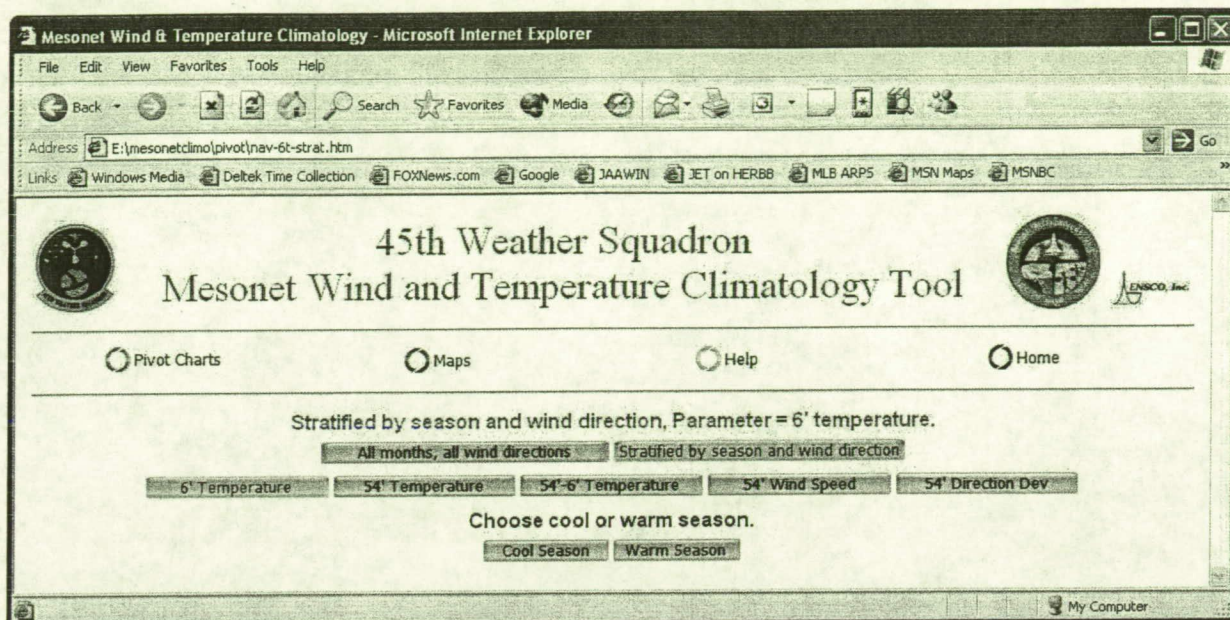 Mesonet Wind & Temperature Climatology - Microsoft Internet Explorer
File Edit View Favorites Tools Help
Back Search Favorites Media
Address E:\mesonetclimo\pivot\nav-6t-strat.htm Go
Links Windows Media Deltek Time Collection FOXNews.com Google JAAWIN JET on HERB8 MLB ARPS MSN Maps MSNBC »
45th Weather Squadron
Mesonet Wind and Temperature Climatology Tool
ENSCO, Inc.
Pivot Charts Maps Help Home
Stratified by season and wind direction, Parameter = 6' temperature.
All months, all wind directions Stratified by season and wind direction
6' Temperature 54' Temperature 54'-6' Temperature 54' Wind Speed 54' Direction Dev
Choose cool or warm season.
Cool Season Warm Season
My Computer